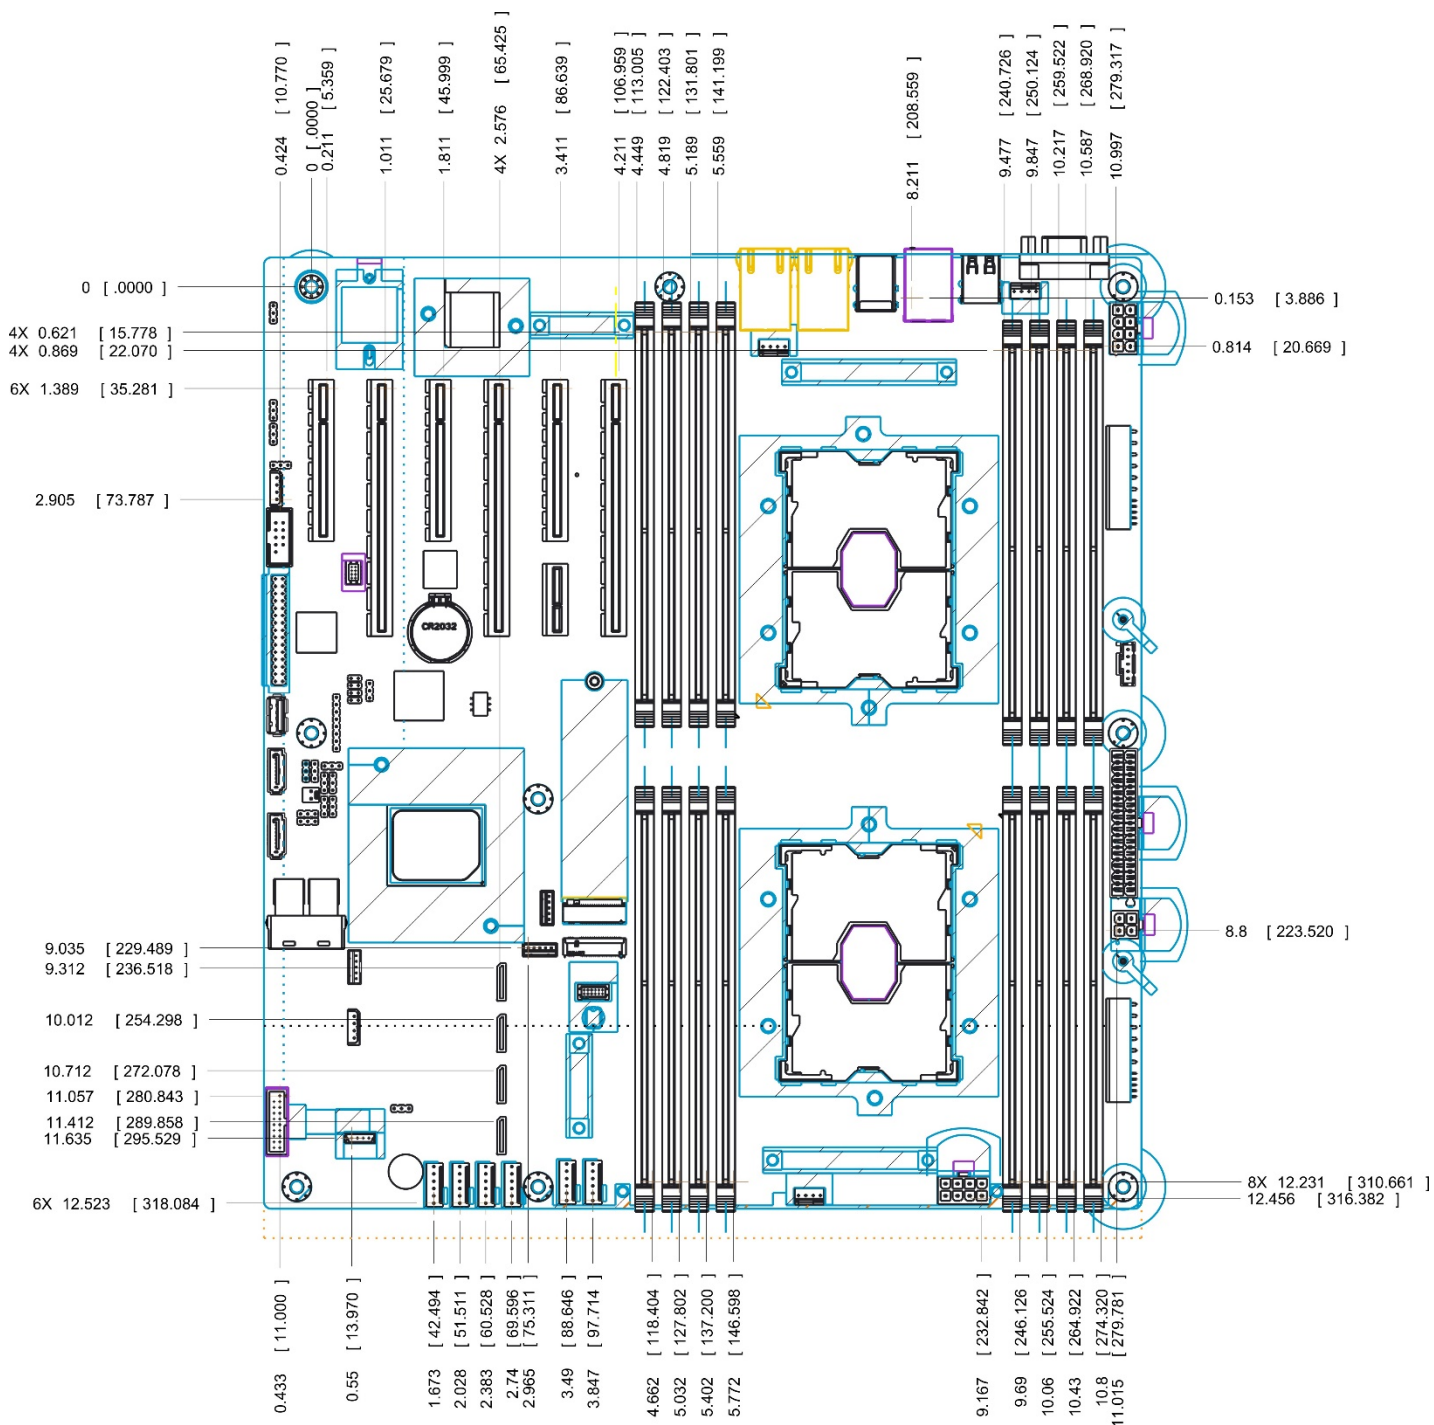 0.424 [ 10.770 ]
0 [ .0000 ]
0.211 [ 5.359 ]
1.011 [ 25.679 ]
1.811 [ 45.999 ]
4X 2.576 [ 65.425 ]
3.411 [ 86.639 ]
4.211 [ 106.959 ]
4.449 [ 113.005 ]
4.819 [ 122.403 ]
5.189 [ 131.801 ]
5.559 [ 141.199 ]
8.211 [ 208.559 ]
9.477 [ 240.726 ]
9.847 [ 250.124 ]
10.217 [ 259.522 ]
10.587 [ 268.920 ]
10.997 [ 279.317 ]
0 [ .0000 ]
0.153 [ 3.886 ]
4X 0.621 [ 15.778 ]
4X 0.869 [ 22.070 ]
0.814 [ 20.669 ]
6X 1.389 [ 35.281 ]
2.905 [ 73.787 ]
CR2032
8.8 [ 223.520 ]
9.035 [ 229.489 ]
9.312 [ 236.518 ]
10.012 [ 254.298 ]
10.712 [ 272.078 ]
11.057 [ 280.843 ]
11.412 [ 289.858 ]
11.635 [ 295.529 ]
6X 12.523 [ 318.084 ]
8X 12.231 [ 310.661 ]
12.456 [ 316.382 ]
0.433 [ 11.000 ]
0.55 [ 13.970 ]
1.673 [ 42.494 ]
2.028 [ 51.511 ]
2.383 [ 60.528 ]
2.74 [ 69.596 ]
2.965 [ 75.311 ]
3.49 [ 88.646 ]
3.847 [ 97.714 ]
4.662 [ 118.404 ]
5.032 [ 127.802 ]
5.402 [ 137.200 ]
5.772 [ 146.598 ]
9.167 [ 232.842 ]
9.69 [ 246.126 ]
10.06 [ 255.524 ]
10.43 [ 264.922 ]
10.8 [ 274.320 ]
11.015 [ 279.781 ]